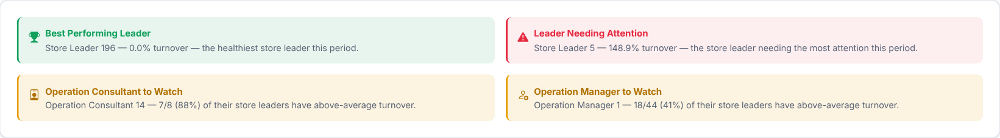 Best Performing Leader
Store Leader 196 — 0.0% turnover — the healthiest store leader this period.
Leader Needing Attention
Store Leader 5 — 148.9% turnover — the store leader needing the most attention this period.
Operation Consultant to Watch
Operation Consultant 14 — 7/8 (88%) of their store leaders have above-average turnover.
Operation Manager to Watch
Operation Manager 1 — 18/44 (41%) of their store leaders have above-average turnover.